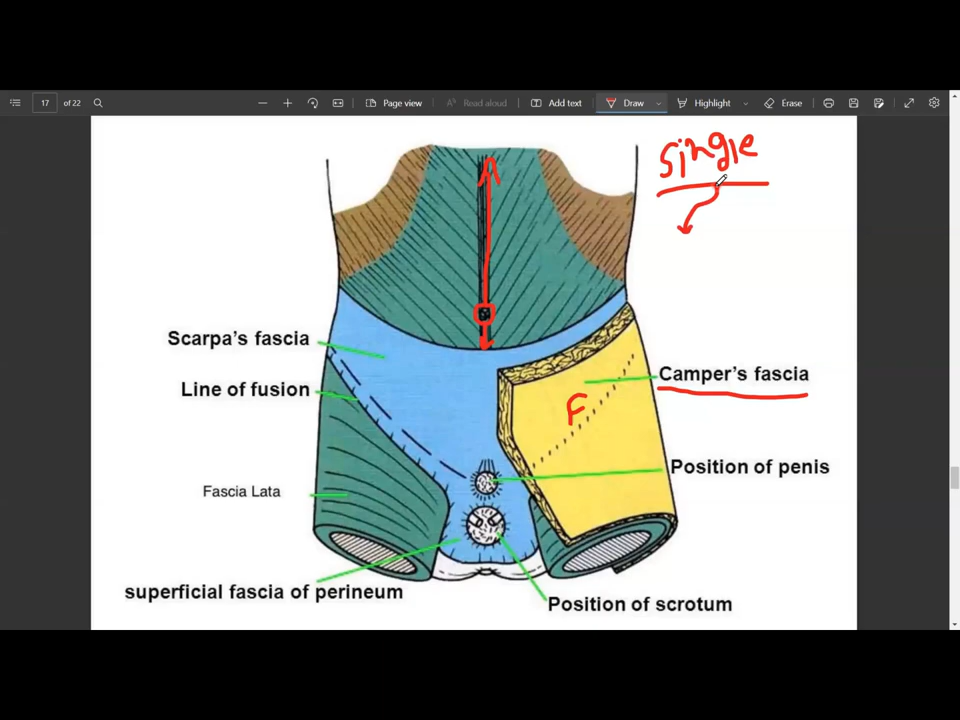 17 of 22 Page view Read aloud Add text Draw Highlight Erase
single
Scarpa's fascia
Line of fusion
Camper's fascia
F
Position of penis
Fascia Lata
superficial fascia of perineum
Position of scrotum